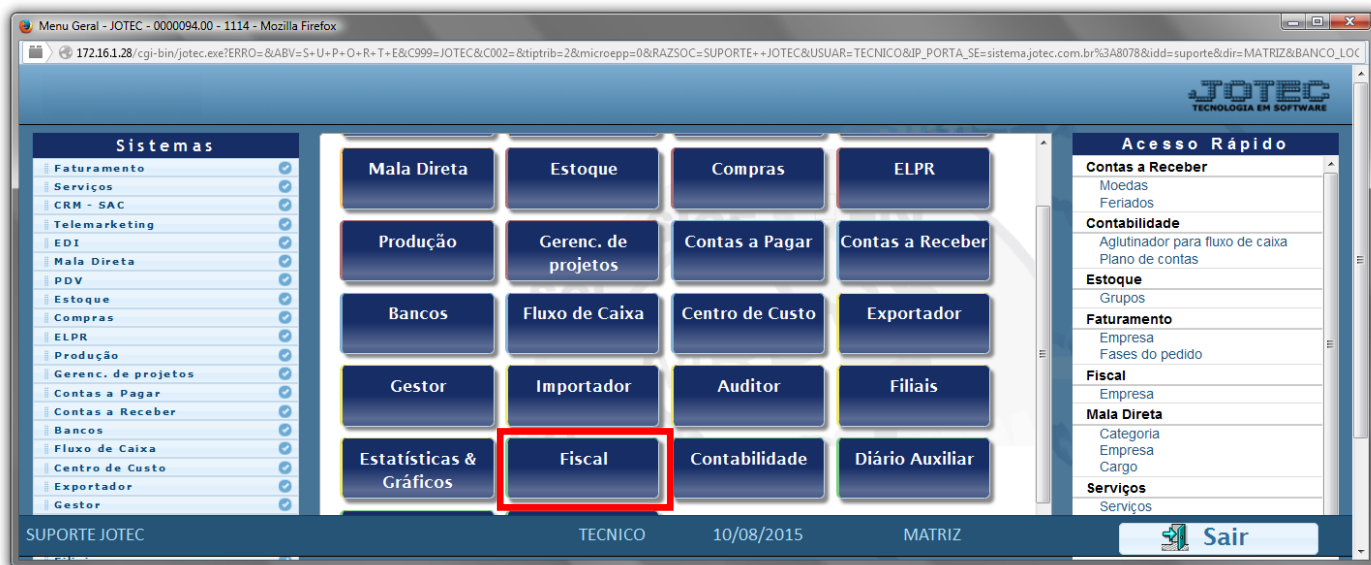 Menu Geral - JOTEC - 0000094.00 - 1114 - Mozilla Firefox
172.16.1.28/cgi-bin/jotec.exe?ERRO=&ABV=S+U+P+O+R+T+E&C999=JOTEC&C002=&tiptrib=2&microepp=0&RAZSOC=SUPORTE++JOTEC&USUAR=TECNICO&IP_PORTA_SE=sistema.jotec.com.br%3A8078&idd=suporte&dir=MATRIZ&BANCO_LOC
JOTEC
TECNOLOGIA EM SOFTWARE
Sistemas
Faturamento
Serviços
CRM - SAC
Telemarketing
EDI
Mala Direta
PDV
Estoque
Compras
ELPR
Produção
Gerenc. de projetos
Contas a Pagar
Contas a Receber
Bancos
Fluxo de Caixa
Centro de Custo
Exportador
Gestor
Mala Direta
Estoque
Compras
ELPR
Produção
Gerenc. de
projetos
Contas a Pagar
Contas a Receber
Bancos
Fluxo de Caixa
Centro de Custo
Exportador
Gestor
Importador
Auditor
Filiais
Estatísticas &
Gráficos
Fiscal
Contabilidade
Diário Auxiliar
Acesso Rápido
Contas a Receber
Moedas
Feriados
Contabilidade
Aglutinador para fluxo de caixa
Plano de contas
Estoque
Grupos
Faturamento
Empresa
Fases do pedido
Fiscal
Empresa
Mala Direta
Categoria
Empresa
Cargo
Serviços
Serviços
SUPORTE JOTEC
TECNICO
10/08/2015
MATRIZ
Sair